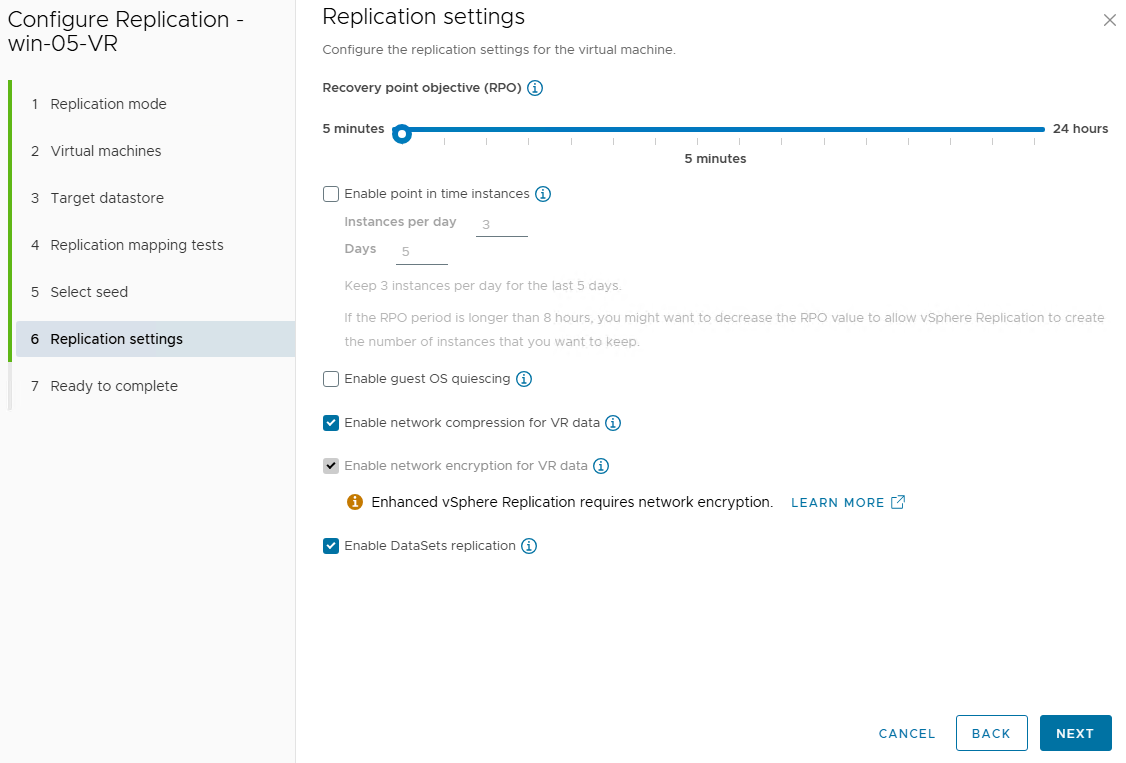 Configure Replication -
win-05-VR
1 Replication mode
2 Virtual machines
3 Target datastore
4 Replication mapping tests
5 Select seed
6 Replication settings
7 Ready to complete
Replication settings
Configure the replication settings for the virtual machine.
Recovery point objective (RPO)
5 minutes
24 hours
5 minutes
Enable point in time instances
Instances per day 3
Days 5
Keep 3 instances per day for the last 5 days.
If the RPO period is longer than 8 hours, you might want to decrease the RPO value to allow vSphere Replication to create
the number of instances that you want to keep.
Enable guest OS quiescing
Enable network compression for VR data
Enable network encryption for VR data
Enhanced vSphere Replication requires network encryption. LEARN MORE
Enable DataSets replication
CANCEL BACK NEXT